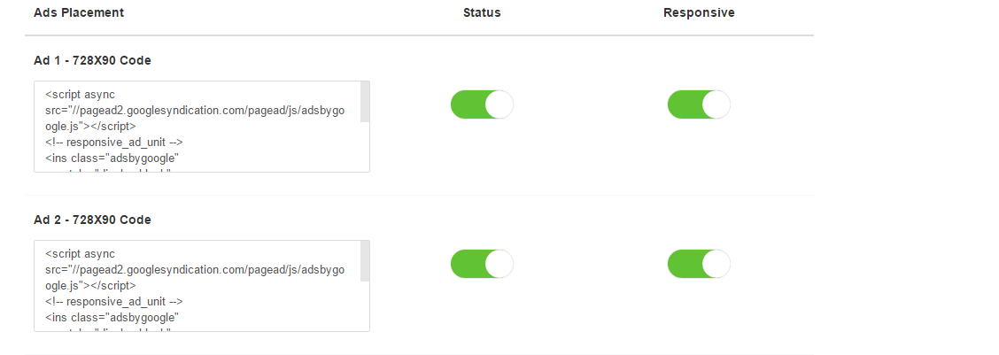 Ads Placement Status Responsive
Ad 1 - 728X90 Code
<script async
src="//pagead2.googlesyndication.com/pagead/js/adsbygo
ogle.js"></script>
<!-- responsive_ad_unit -->
<ins class="adsbygoogle"
Ad 2 - 728X90 Code
<script async
src="//pagead2.googlesyndication.com/pagead/js/adsbygo
ogle.js"></script>
<!-- responsive_ad_unit -->
<ins class="adsbygoogle"